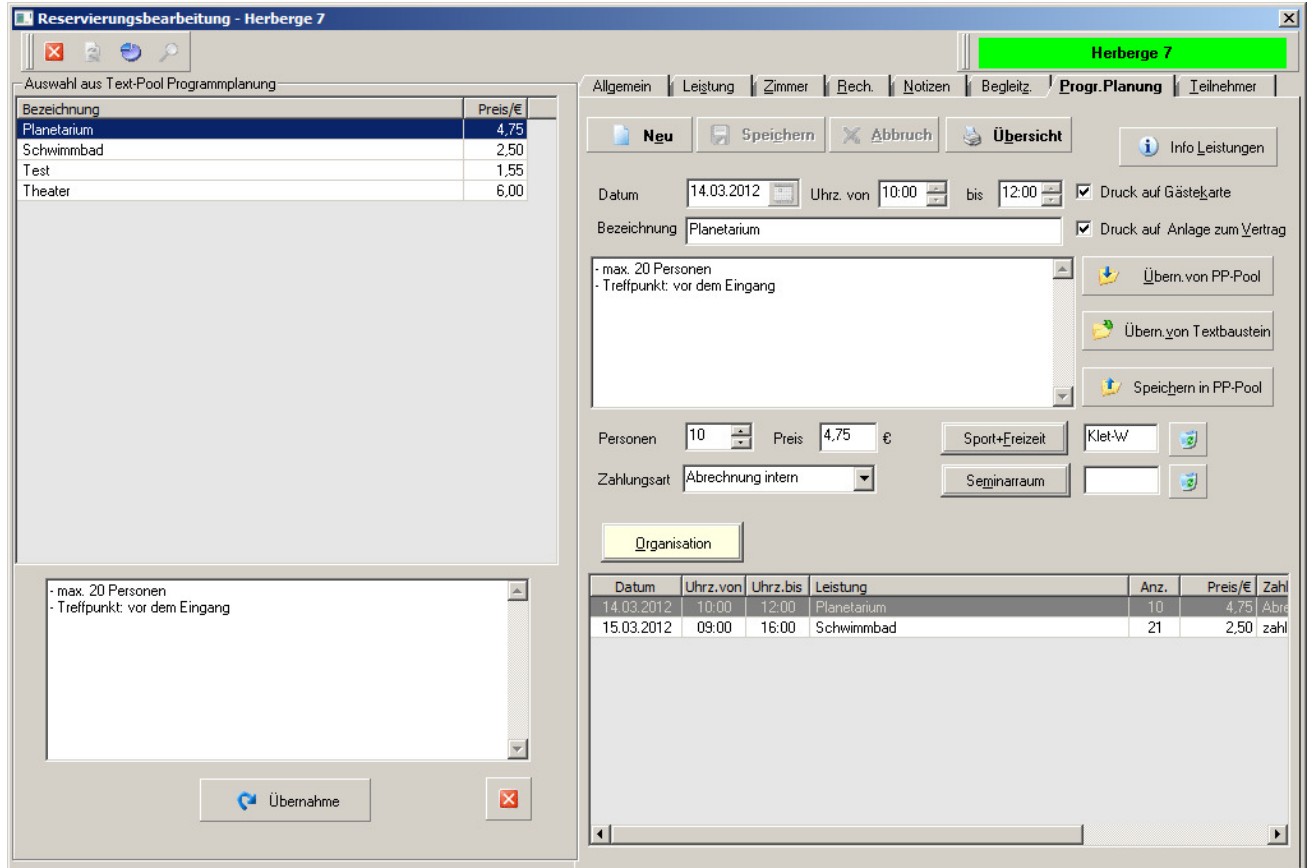 Reservierungsbearbeitung - Herberge 7
Herberge 7
Auswahl aus Text-Pool Programmplanung
Bezeichnung Preis/€
Planetarium 4,75
Schwimmbad 2,50
Test 1,55
Theater 6,00
- max. 20 Personen
- Treffpunkt: vor dem Eingang
Übernahme
Allgemein Leistung Zimmer Rech. Notizen Begleitz. Progr.Planung Teilnehmer
Neu Speichern Abbruch Übersicht
Info Leistungen
Datum 14.03.2012 Uhrz. von 10:00 bis 12:00 Druck auf Gästekarte
Bezeichnung Planetarium Druck auf Anlage zum Vertrag
- max. 20 Personen
- Treffpunkt: vor dem Eingang
Übern.von PP-Pool
Übern.von Textbaustein
Speichern in PP-Pool
Personen 10 Preis 4,75 € Sport+Freizeit Klet-W
Zahlungsart Abrechnung intern Seminarraum
Organisation
Datum Uhrz.von Uhrz.bis Leistung Anz. Preis/€ Zahl
14.03.2012 10:00 12:00 Planetarium 10 4,75 Abre
15.03.2012 09:00 16:00 Schwimmbad 21 2,50 zahl